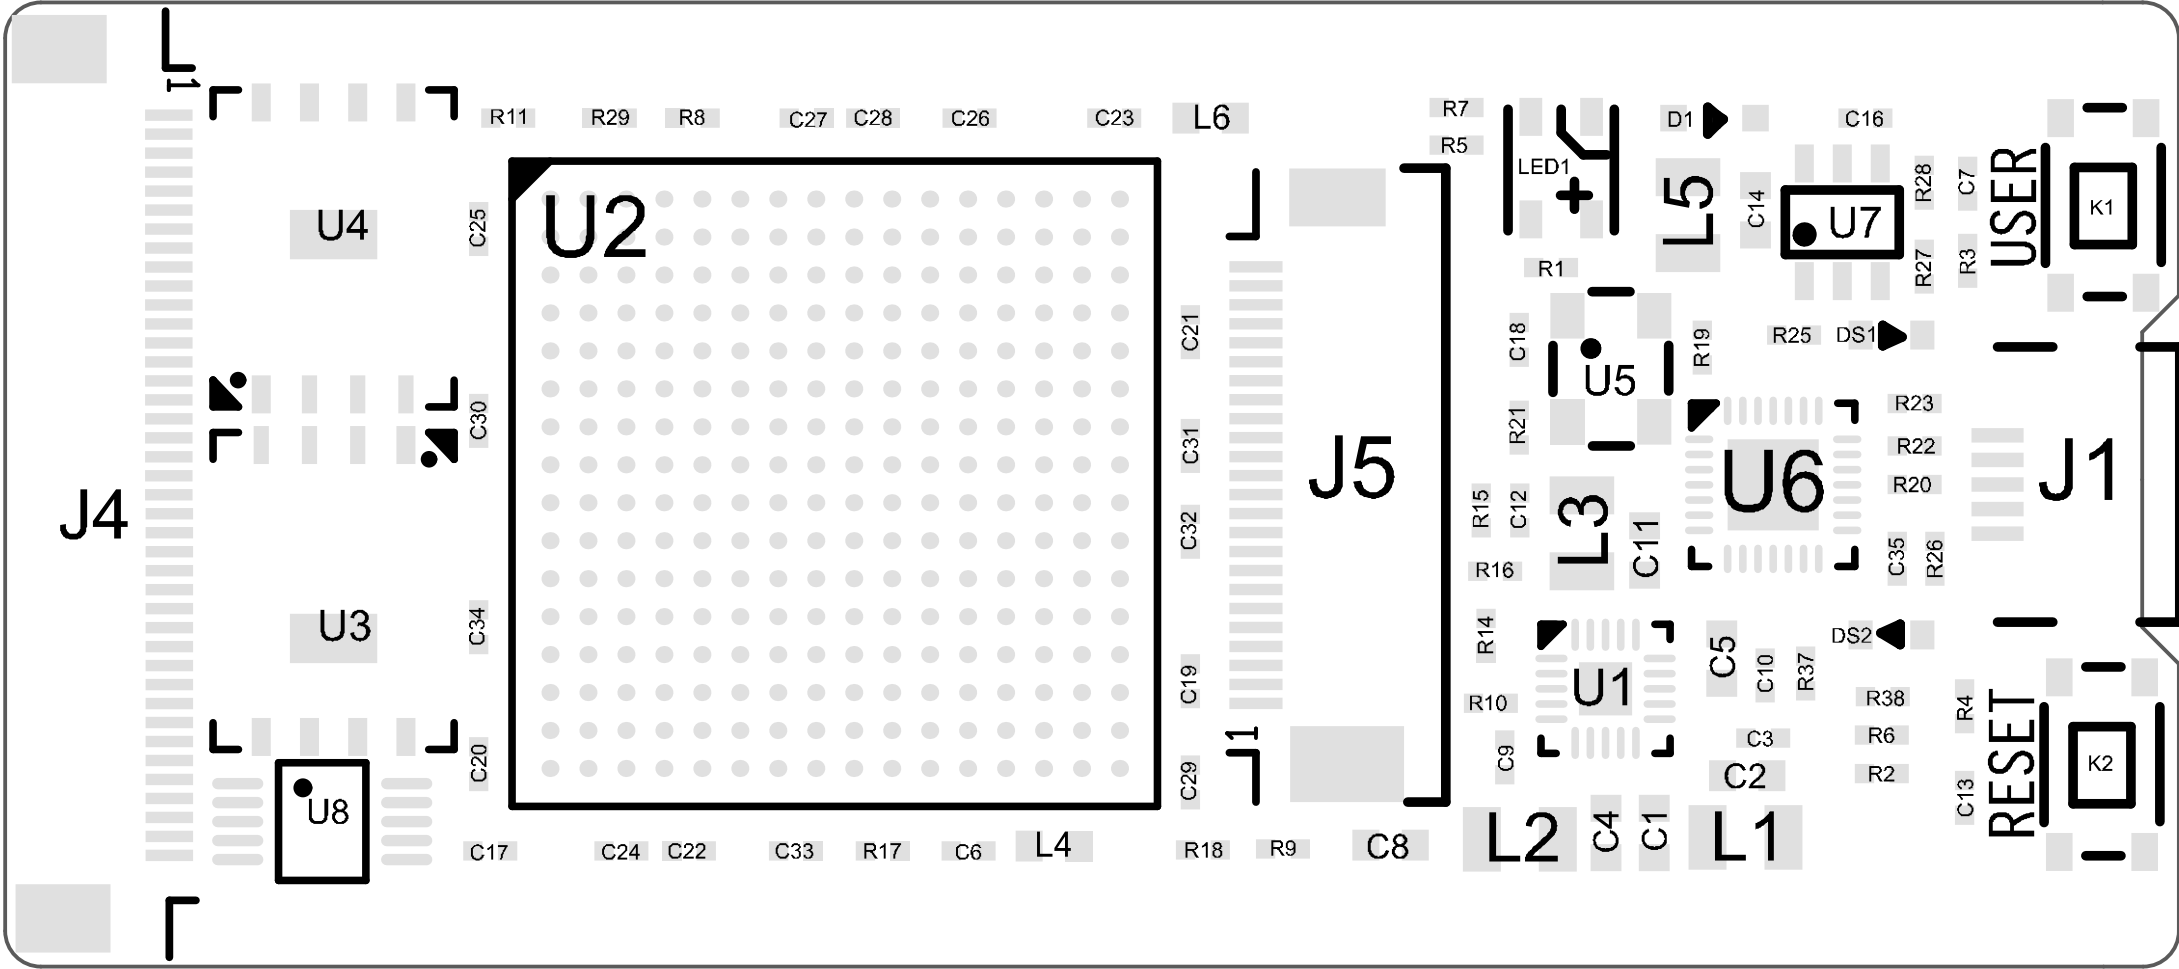 1
R11
R29
R8
C27
C28
C26
C23
L6
R7
R5
LED1
+
D1
C16
L5
C14
U7
R28
C7
USER
K1
U4
C25
U2
R1
R27
R3
C21
C18
U5
R19
R25
DS1
C30
R21
R23
C31
J5
R22
U6
R20
J1
J4
C32
R15
C12
L3
C11
R16
C35
R26
U3
C34
R14
U1
C5
C10
R37
DS2
C19
R10
R38
R4
RESET
K2
1
C9
C3
R6
C2
R2
C13
U8
C20
C29
C17
C24
C22
C33
R17
C6
L4
R18
R9
C8
L2
C4
C1
L1